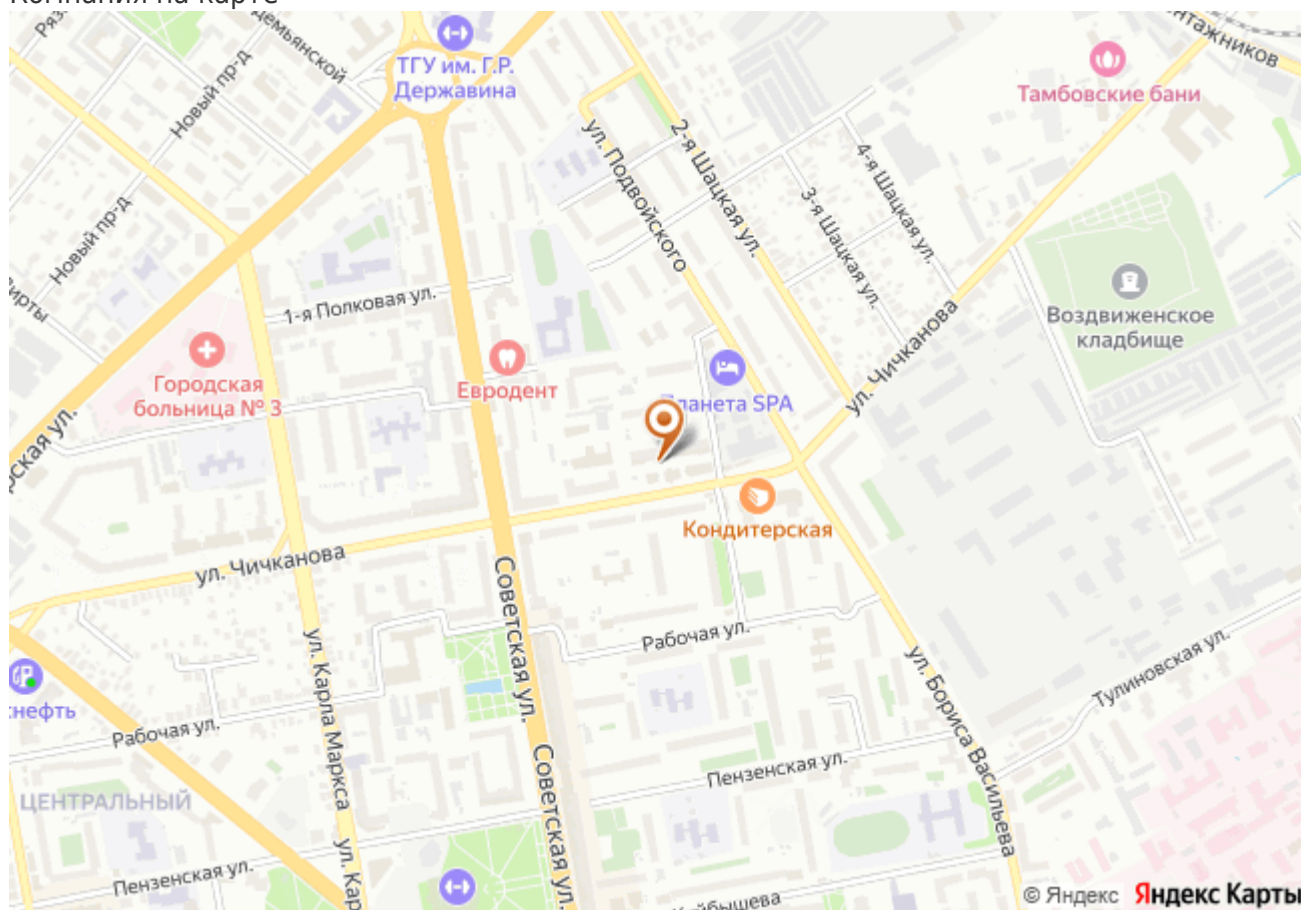 Компания на карте
ТГУ им. Г.Р.
Державина
Тамбовские бани
Новый пр-д
ул. Подвойского
2-я Шацкая ул.
3-я Шацкая ул.
4-я Шацкая ул.
Новый пр-д
1-я Полковая ул.
Воздвиженское
кладбище
ул. Чичканова
Городская
больница № 3
Евродент
Планета SPA
Кондитерская
ул. Чичканова
Советская ул.
Рабочая ул.
ул. Карла Маркса
ул. Бориса Васильева
Тулиновская ул.
Рабочая ул.
Советская ул.
Пензенская ул.
ЦЕНТРАЛЬНЫЙ
Пензенская ул.
© Яндекс Яндекс Карты